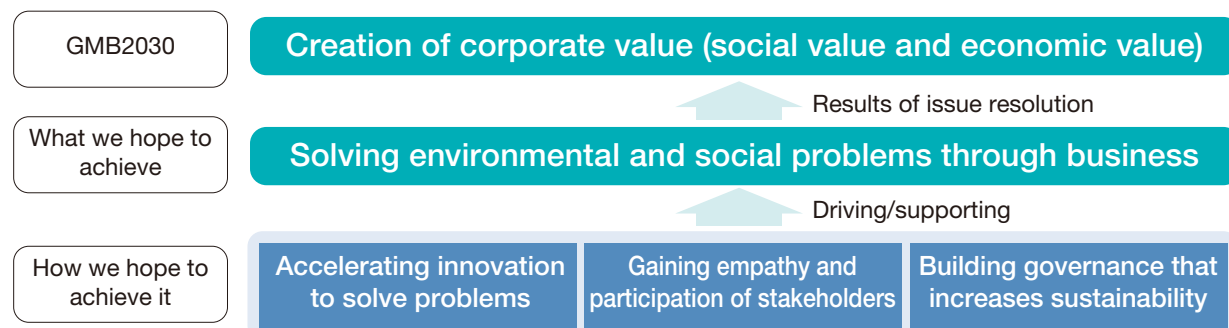 GMB2030
Creation of corporate value (social value and economic value)
Results of issue resolution
What we hope to
achieve
Solving environmental and social problems through business
Driving/supporting
How we hope to
achieve it
Accelerating innovation
to solve problems
Gaining empathy and
participation of stakeholders
Building governance that
increases sustainability